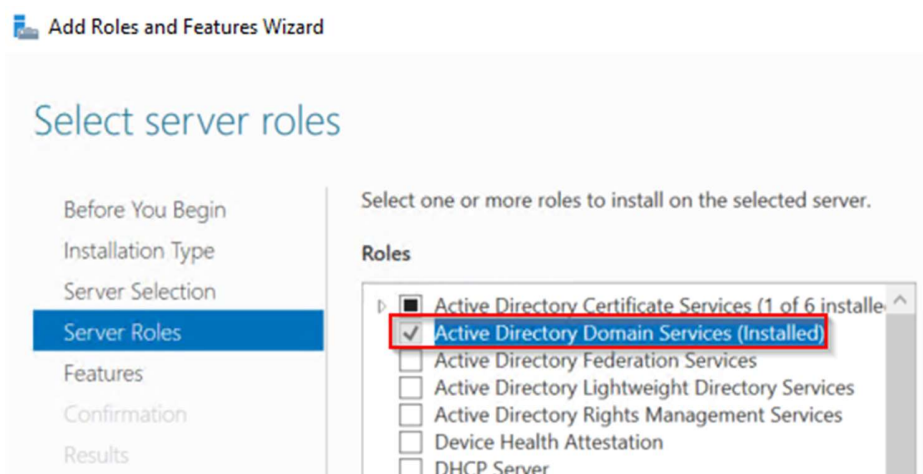 Add Roles and Features Wizard
Select server roles
Before You Begin
Installation Type
Server Selection
Server Roles
Features
Confirmation
Results
Select one or more roles to install on the selected server.
Roles
Active Directory Certificate Services (1 of 6 installe
Active Directory Domain Services (Installed)
Active Directory Federation Services
Active Directory Lightweight Directory Services
Active Directory Rights Management Services
Device Health Attestation
DHCP Server